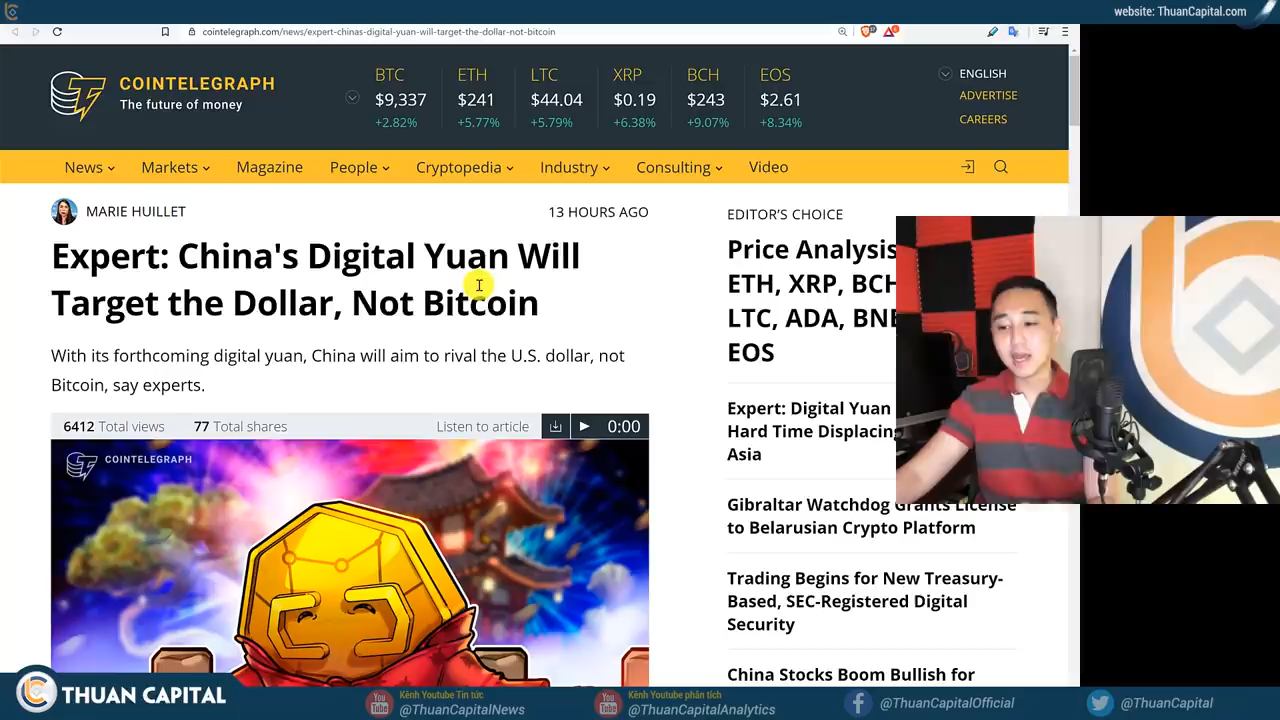 website: ThuanCapital.com
cointelegraph.com/news/expert-chinas-digital-yuan-will-target-the-dollar-not-bitcoin
COINTELEGRAPH
The future of money
BTC ETH LTC XRP BCH EOS
$9,337 $241 $44.04 $0.19 $243 $2.61
+2.82% +5.77% +5.79% +6.38% +9.07% +8.34%
ENGLISH
ADVERTISE
CAREERS
News Markets Magazine People Cryptopedia Industry Consulting Video
MARIE HUILLET 13 HOURS AGO
Expert: China's Digital Yuan Will
Target the Dollar, Not Bitcoin
With its forthcoming digital yuan, China will aim to rival the U.S. dollar, not
Bitcoin, say experts.
6412 Total views 77 Total shares Listen to article 0:00
COINTELEGRAPH
EDITOR'S CHOICE
Price Analysis
ETH, XRP, BCH
LTC, ADA, BNB
EOS
Expert: Digital Yuan
Hard Time Displacing
Asia
Gibraltar Watchdog Grants License
to Belarusian Crypto Platform
Trading Begins for New Treasury-
Based, SEC-Registered Digital
Security
China Stocks Boom Bullish for
THUAN CAPITAL
You Tube
Kênh Youtube Tin tức
@ThuanCapitalNews
You Tube
Kênh Youtube phân tích
@ThuanCapitalAnalytics
@ThuanCapitalOfficial
@ThuanCapital